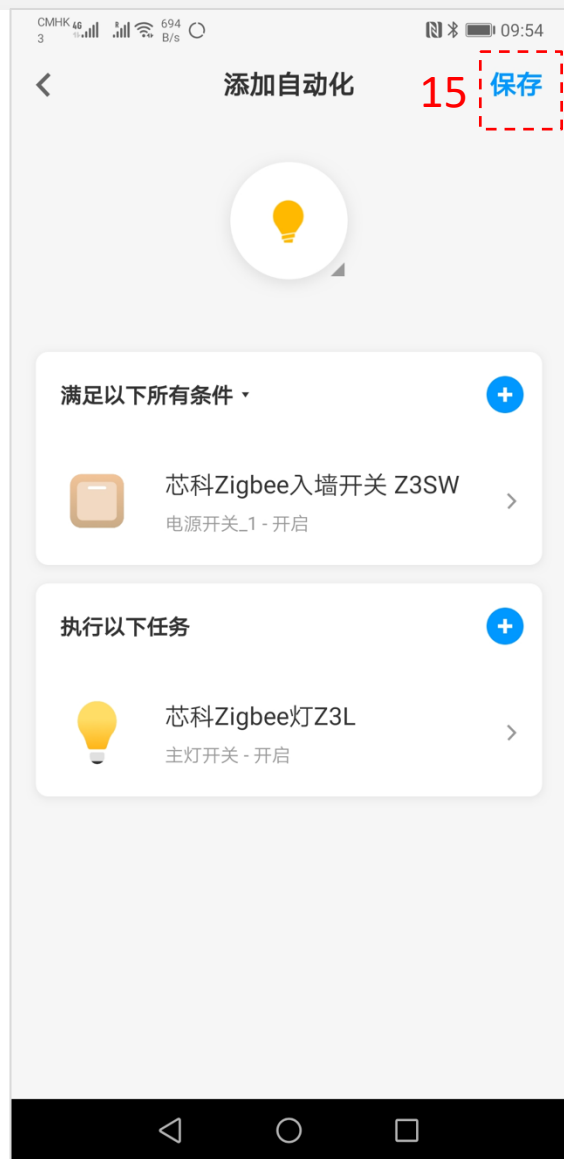 CMHK 4G 694
3 B/s 09:54
添加自动化 15 保存
满足以下所有条件
芯科Zigbee入墙开关 Z3SW
电源开关_1 - 开启
执行以下任务
芯科Zigbee灯Z3L
主灯开关 - 开启